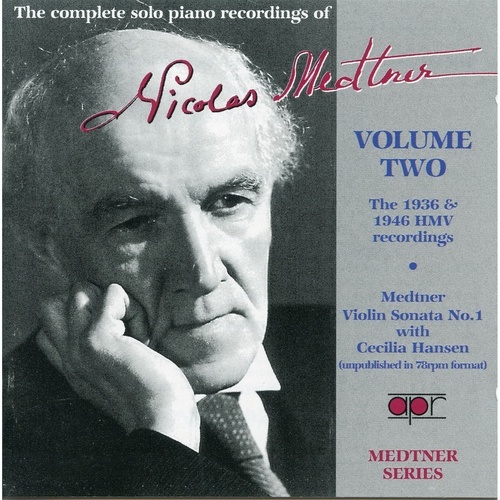 The complete solo piano recordings of
Nicolas Medtner
VOLUME
TWO
The 1936 &
1946 HMV
recordings
•
Medtner
Violin Sonata No.1
with
Cecilia Hansen
(unpublished in 78rpm format)
apr
MEDTNER
SERIES